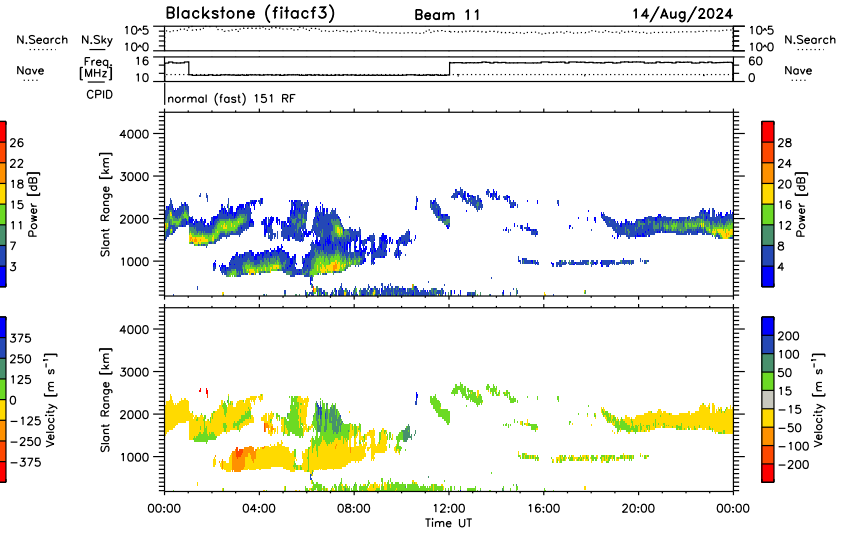 Blackstone (fitacf3) Beam 11 14/Aug/2024
N.Search N.Sky 10^5 10^0 10^5 10^0 N.Search
Nave Freq. [MHz] 16 10 60 0 Nave
CPID normal (fast) 151 RF
26 22 18 15 11 7 3 Power [dB]
Slant Range [km] 4000 3000 2000 1000
28 24 20 16 12 8 4 Power [dB]
375 250 125 0 -125 -250 -375 Velocity [m s⁻¹]
Slant Range [km] 4000 3000 2000 1000
200 100 50 15 -15 -50 -100 -200 Velocity [m s⁻¹]
00:00 04:00 08:00 12:00 16:00 20:00 00:00
Time UT